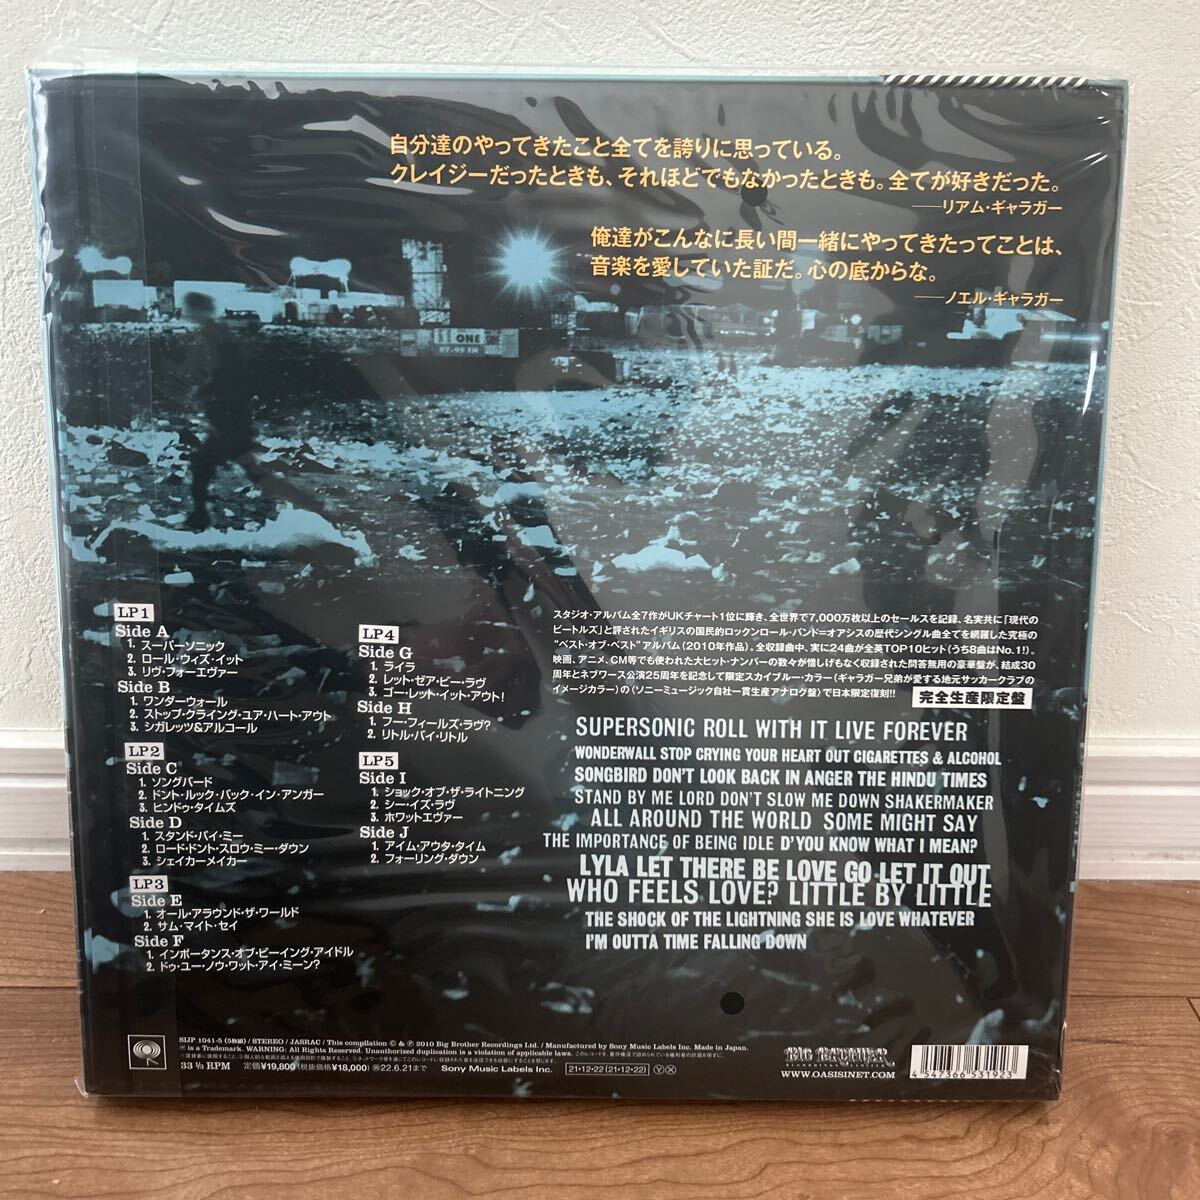 自分達のやってきたこと全てを誇りに思っている。
クレイジーだったときも、それほどでもなかったときも。全てが好きだった。
──リアム・ギャラガー
俺達がこんなに長い間一緒にやってきたってことは、
音楽を愛していた証だ。心の底からな。
──ノエル・ギャラガー
ONE
LP1
Side A
1. スーパーソニック
2. ロール・ウィズ・イット
3. リヴ・フォーエヴァー
Side B
1. ワンダーウォール
2. ストップ・クライング・ユア・ハート・アウト
3. シガレッツ&アルコール
LP2
Side C
1. ソングバード
2. ドント・ルック・バック・イン・アンガー
3. ヒンドゥ・タイムズ
Side D
1. スタンド・バイ・ミー
2. ロード・ドント・スロウ・ミー・ダウン
3. シェイカーメイカー
LP3
Side E
1. オール・アラウンド・ザ・ワールド
2. サム・マイト・セイ
Side F
1. インポータンス・オブ・ビーイング・アイドル
2. ドゥ・ユー・ノウ・ワット・アイ・ミーン?
LP4
Side G
1. ライラ
2. レット・ゼア・ビー・ラヴ
3. ゴー・レット・イット・アウト!
Side H
1. フー・フィールズ・ラヴ?
2. リトル・バイ・リトル
LP5
Side I
1. ショック・オブ・ザ・ライトニング
2. シー・イズ・ラヴ
3. ホワットエヴァー
Side J
1. アイム・アウタ・タイム
2. フォーリング・ダウン
スタジオ・アルバム全7作がUKチャート1位に輝き、全世界で7,000万枚以上のセールスを記録、名実共に「現代の
ビートルズ」と評されたイギリスの国民的ロックンロール・バンド=オアシスの歴代シングル曲全てを網羅した究極の
"ベスト・オブ・ベスト"アルバム(2010年作品)。全収録曲中、実に24曲が全英TOP10ヒット(うち8曲はNo.1!)。
映画、アニメ、CM等でも使われた大ヒット・ナンバーの数々が惜しげもなく収録された問答無用の豪華盤が、結成30
周年とネブワース公演25周年を記念して限定スカイブルー・カラー(ギャラガー兄弟が愛する地元サッカークラブの
イメージカラー)の〈ソニーミュージック自社一貫生産アナログ盤〉で日本限定復刻!!
完全生産限定盤
SUPERSONIC ROLL WITH IT LIVE FOREVER
WONDERWALL STOP CRYING YOUR HEART OUT CIGARETTES & ALCOHOL
SONGBIRD DON'T LOOK BACK IN ANGER THE HINDU TIMES
STAND BY ME LORD DON'T SLOW ME DOWN SHAKERMAKER
ALL AROUND THE WORLD SOME MIGHT SAY
THE IMPORTANCE OF BEING IDLE D'YOU KNOW WHAT I MEAN?
LYLA LET THERE BE LOVE GO LET IT OUT
WHO FEELS LOVE? LITTLE BY LITTLE
THE SHOCK OF THE LIGHTNING SHE IS LOVE WHATEVER
I'M OUTTA TIME FALLING DOWN
SIJP 1041-5 (5枚組) / STEREO / JASRAC / This compilation © & ℗ 2010 Big Brother Recordings Ltd. / Manufactured by Sony Music Labels Inc. Made in Japan.
is a Trademark. WARNING: All Rights Reserved. Unauthorized duplication is a violation of applicable laws.
33 ⅓ RPM
定価¥19,800(税抜価格¥18,000)
22.6.21まで
Sony Music Labels Inc.
21・12・22 (21・12・22)
Y X
BIG BROTHER
RECORDINGS LIMITED
WWW.OASISINET.COM
4 547366 531923